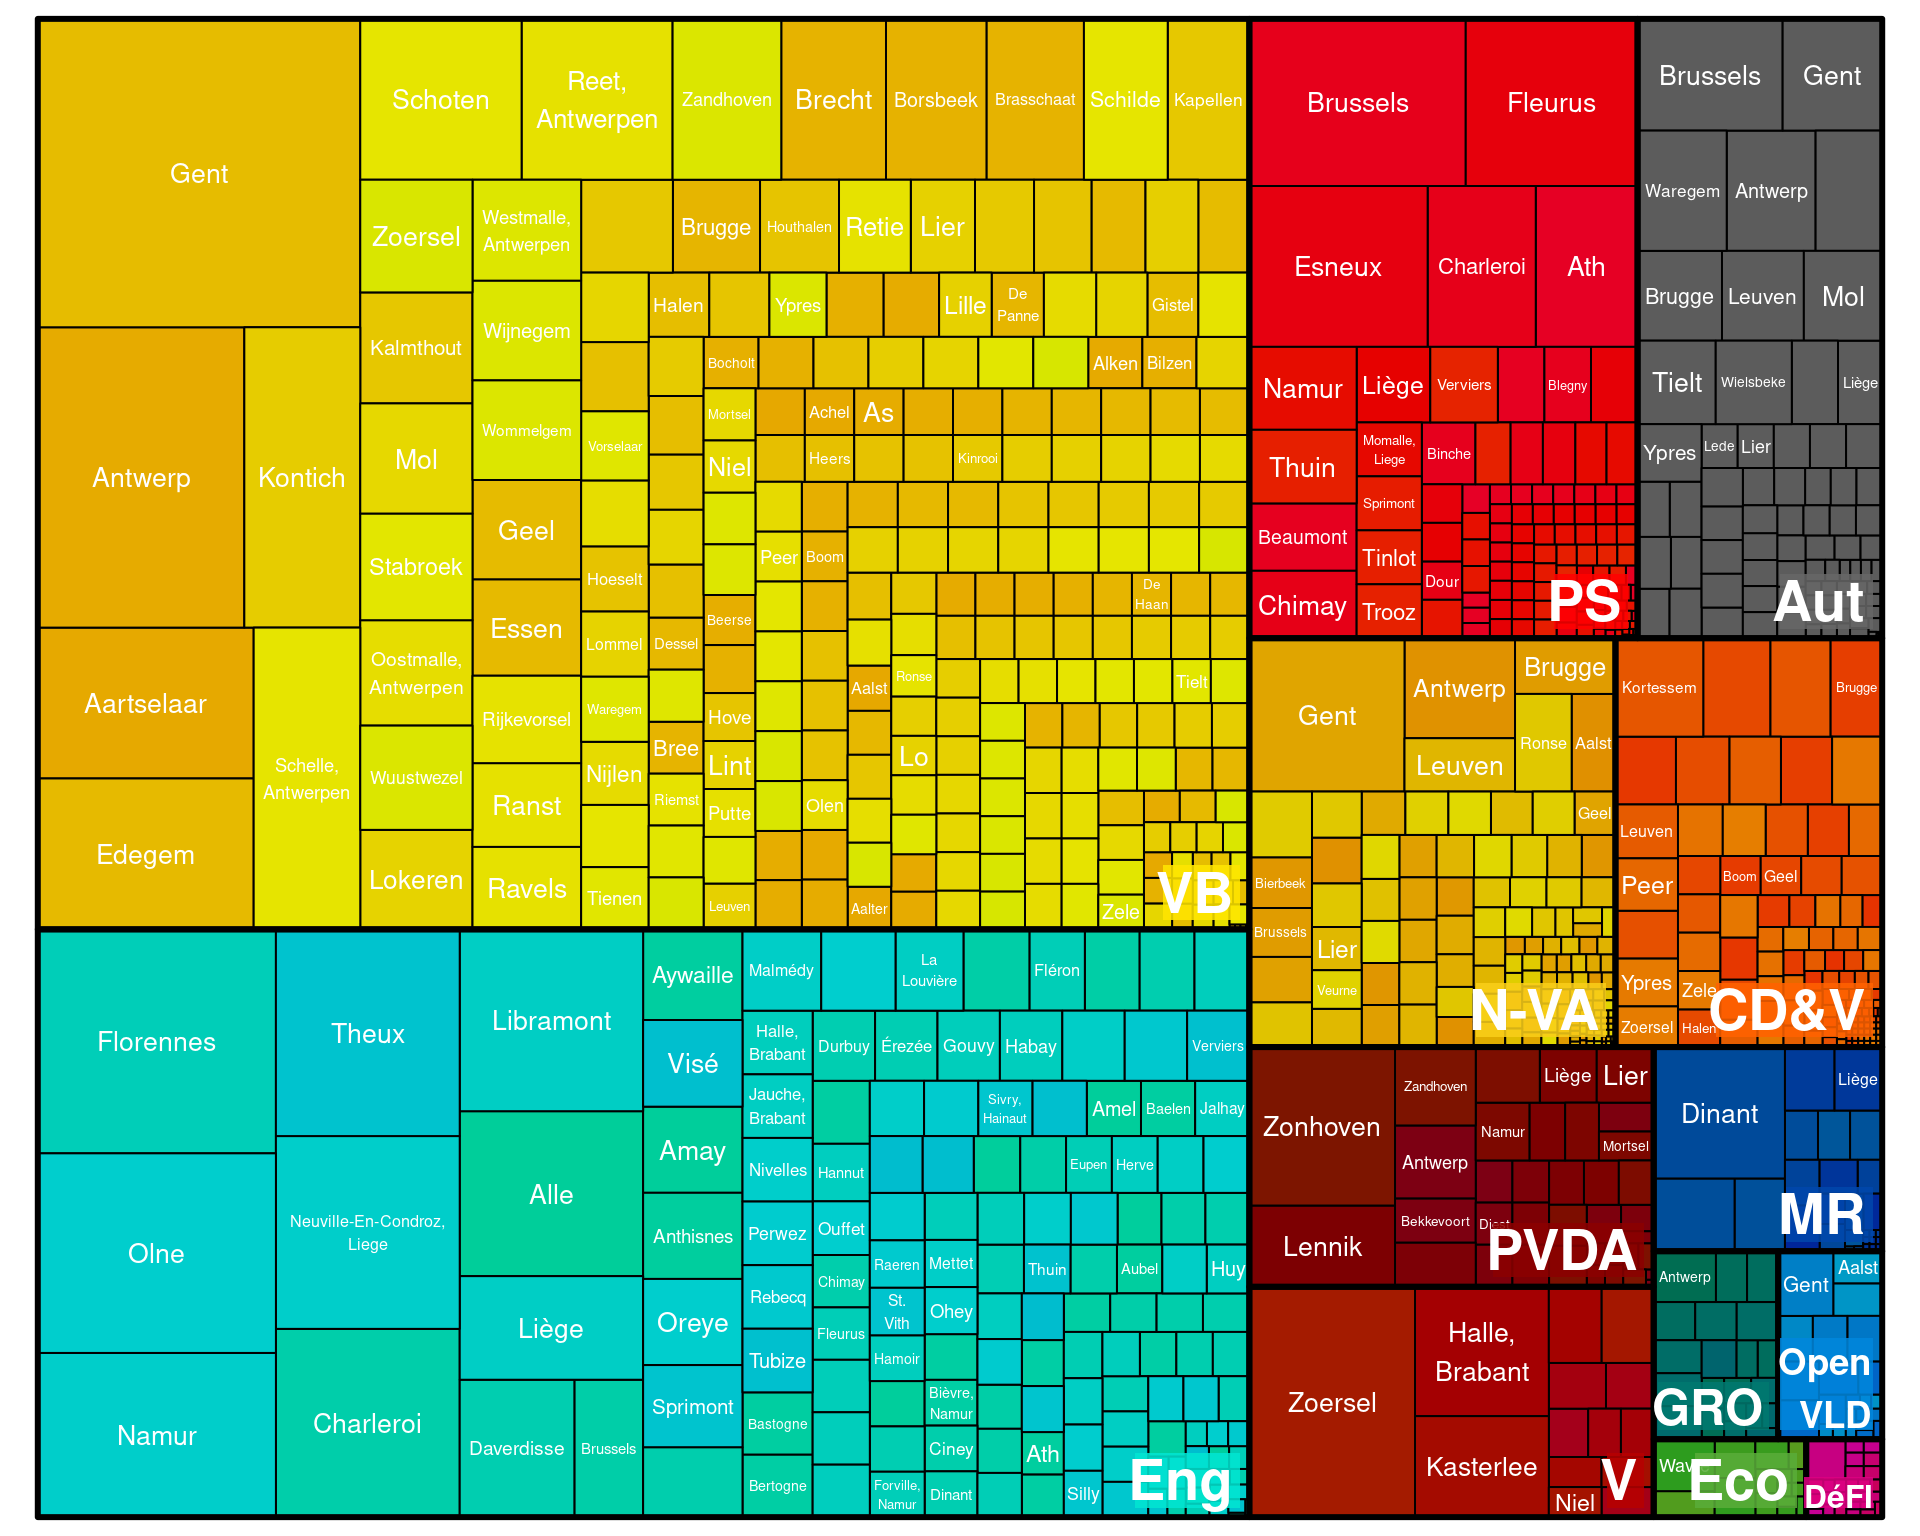 Gent
Antwerp
Kontich
Aartselaar
Edegem
Schelle,
Antwerpen
Schoten
Reet,
Antwerpen
Zandhoven
Brecht
Borsbeek
Brasschaat
Schilde
Kapellen
Zoersel
Westmalle,
Antwerpen
Brugge
Houthalen
Retie
Lier
Kalmthout
Wijnegem
Halen
Ypres
Lille
De
Panne
Gistel
Mol
Wommelgem
Vorselaar
Bocholt
Alken
Bilzen
Mortsel
Achel
As
Niel
Heers
Kinrooi
Stabroek
Geel
Hoeselt
Peer
Boom
De
Haan
Essen
Oostmalle,
Antwerpen
Lommel
Dessel
Beerse
Aalst
Ronse
Tielt
Rijkevorsel
Waregem
Bree
Hove
Lint
Lo
Wuustwezel
Ranst
Nijlen
Riemst
Putte
Olen
Lokeren
Ravels
Tienen
Leuven
Aalter
Zele
VB
Brussels
Fleurus
Esneux
Charleroi
Ath
Namur
Liège
Verviers
Blegny
Thuin
Momalle,
Liege
Binche
Sprimont
Beaumont
Tinlot
Dour
Chimay
Trooz
PS
Brussels
Gent
Waregem
Antwerp
Brugge
Leuven
Mol
Tielt
Wielsbeke
Liège
Ypres
Lede
Lier
Aut
Gent
Antwerp
Leuven
Brugge
Ronse
Aalst
Geel
Bierbeek
Brussels
Lier
Veurne
N-VA
Kortessem
Brugge
Leuven
Peer
Boom
Geel
Ypres
Zele
Zoersel
Halen
CD&V
Florennes
Olne
Namur
Theux
Neuville-En-Condroz,
Liege
Charleroi
Libramont
Alle
Liège
Daverdisse
Brussels
Aywaille
Visé
Amay
Anthisnes
Oreye
Sprimont
Malmédy
La
Louvière
Fléron
Halle,
Brabant
Durbuy
Érezée
Gouvy
Habay
Verviers
Jauche,
Brabant
Sivry,
Hainaut
Amel
Baelen
Jalhay
Nivelles
Hannut
Eupen
Herve
Perwez
Ouffet
Raeren
Mettet
Thuin
Aubel
Huy
Rebecq
Chimay
St.
Vith
Ohey
Tubize
Fleurus
Hamoir
Bastogne
Bièvre,
Namur
Ciney
Ath
Bertogne
Forville,
Namur
Dinant
Silly
Eng
Zonhoven
Lennik
Zandhoven
Antwerp
Bekkevoort
Liège
Lier
Namur
Mortsel
PVDA
Dinant
Liège
MR
Zoersel
Halle,
Brabant
Kasterlee
Niel
V
Antwerp
GRO
Gent
Aalst
Open
VLD
Eco
DéFI